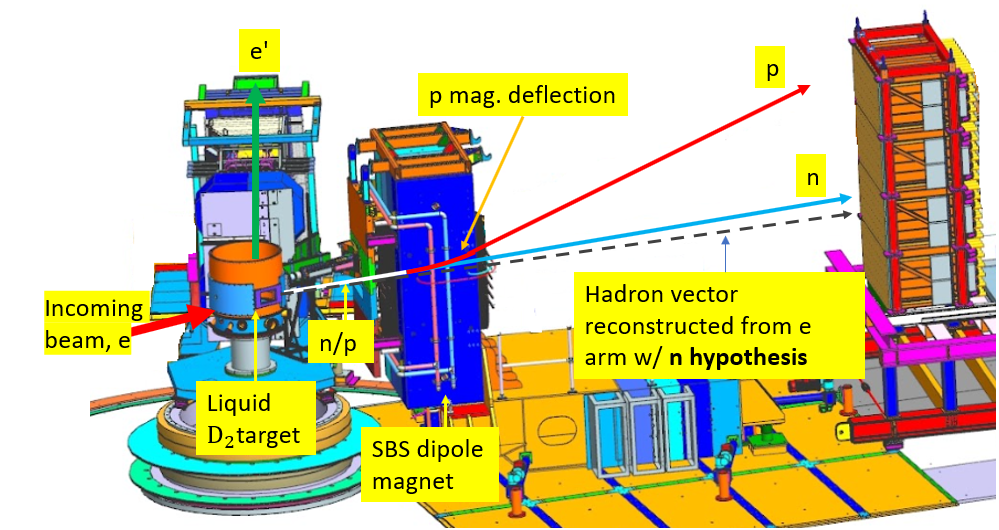 e'
p mag. deflection
p
n
Incoming
beam, e
n/p
Hadron vector
reconstructed from e
arm w/ n hypothesis
Liquid
D₂ target
SBS dipole
magnet